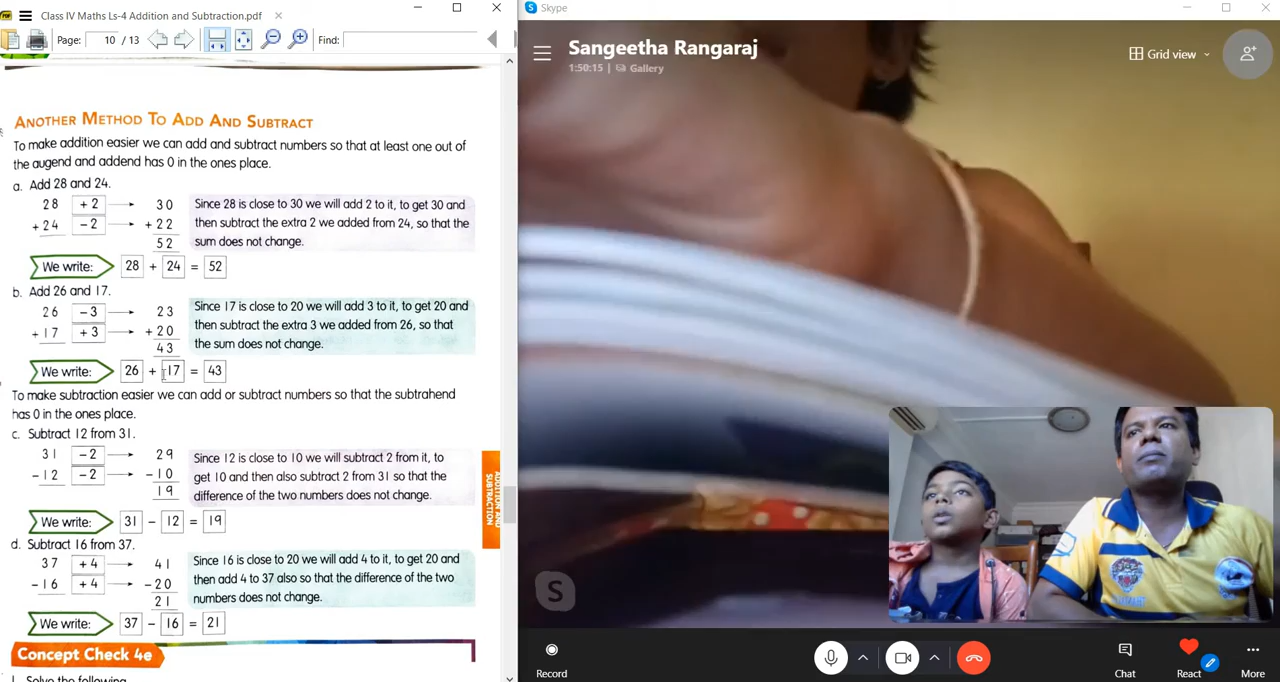 Class IV Maths Ls-4 Addition and Subtraction.pdf
Page: 10 / 13
Find:
ANOTHER METHOD TO ADD AND SUBTRACT
To make addition easier we can add and subtract numbers so that at least one out of
the augend and addend has 0 in the ones place.
a. Add 28 and 24.
28 +2 → 30
+24 −2 → +22
52
Since 28 is close to 30 we will add 2 to it, to get 30 and
then subtract the extra 2 we added from 24, so that the
sum does not change.
We write: 28 + 24 = 52
b. Add 26 and 17.
26 −3 → 23
+17 +3 → +20
43
Since 17 is close to 20 we will add 3 to it, to get 20 and
then subtract the extra 3 we added from 26, so that
the sum does not change.
We write: 26 + 17 = 43
To make subtraction easier we can add or subtract numbers so that the subtrahend
has 0 in the ones place.
c. Subtract 12 from 31.
31 −2 → 29
−12 −2 → −10
19
Since 12 is close to 10 we will subtract 2 from it, to
get 10 and then also subtract 2 from 31 so that the
difference of the two numbers does not change.
We write: 31 − 12 = 19
d. Subtract 16 from 37.
37 +4 → 41
−16 +4 → −20
21
Since 16 is close to 20 we will add 4 to it, to get 20 and
then add 4 to 37 also so that the difference of the two
numbers does not change.
We write: 37 − 16 = 21
ADDITION AND
SUBTRACTION
Concept Check 4e
1. Solve the following
Skype
Sangeetha Rangaraj
1:50:15 | Gallery
Grid view
S
Record
Chat
React
More